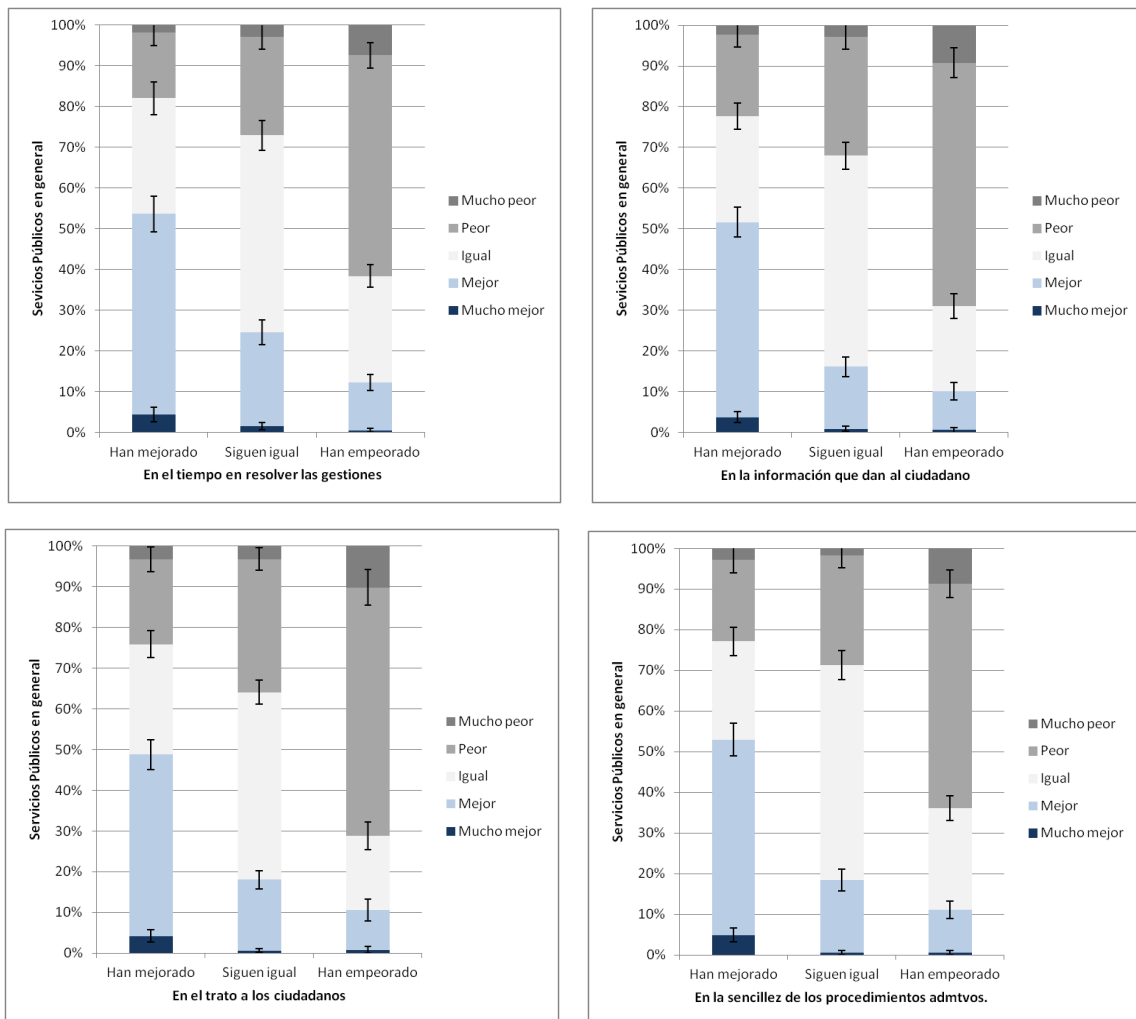 100%
90%
80%
70%
60%
50%
40%
30%
20%
10%
0%
Sevicios Públicos en general
Han mejorado Siguen igual Han empeorado
En el tiempo en resolver las gestiones
Mucho peor
Peor
Igual
Mejor
Mucho mejor
100%
90%
80%
70%
60%
50%
40%
30%
20%
10%
0%
Servicios Públicos en general
Han mejorado Siguen igual Han empeorado
En la información que dan al ciudadano
Mucho peor
Peor
Igual
Mejor
Mucho mejor
100%
90%
80%
70%
60%
50%
40%
30%
20%
10%
0%
Servicios Públicos en general
Han mejorado Siguen igual Han empeorado
En el trato a los ciudadanos
Mucho peor
Peor
Igual
Mejor
Mucho mejor
100%
90%
80%
70%
60%
50%
40%
30%
20%
10%
0%
Servicios Públicos en general
Han mejorado Siguen igual Han empeorado
En la sencillez de los procedimientos admtvos.
Mucho peor
Peor
Igual
Mejor
Mucho mejor